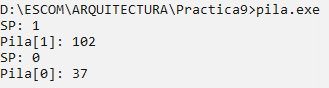 D:\ESCOM\ARQUITECTURA\Practica9>pila.exe
SP: 1
Pila[1]: 102
SP: 0
Pila[0]: 37